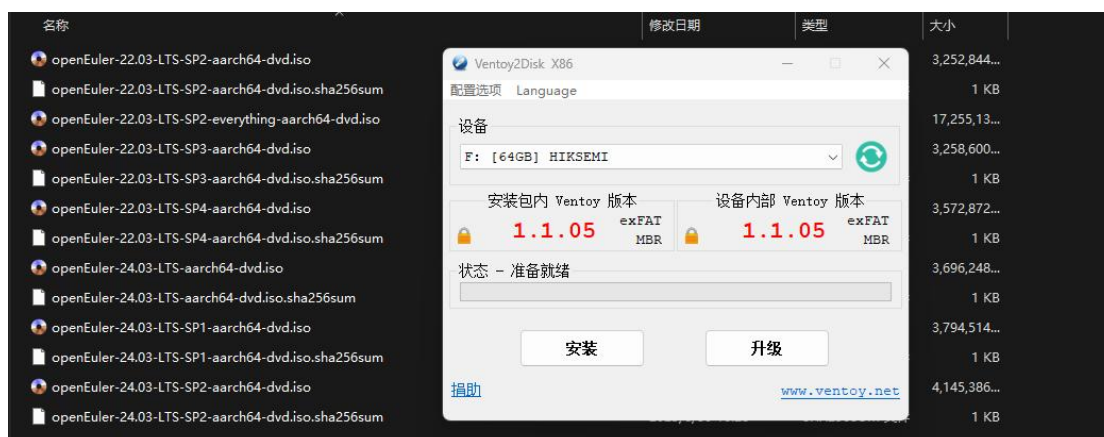 名称 修改日期 类型 大小
openEuler-22.03-LTS-SP2-aarch64-dvd.iso 3,252,844...
openEuler-22.03-LTS-SP2-aarch64-dvd.iso.sha256sum 1 KB
openEuler-22.03-LTS-SP2-everything-aarch64-dvd.iso 17,255,13...
openEuler-22.03-LTS-SP3-aarch64-dvd.iso 3,258,600...
openEuler-22.03-LTS-SP3-aarch64-dvd.iso.sha256sum 1 KB
openEuler-22.03-LTS-SP4-aarch64-dvd.iso 3,572,872...
openEuler-22.03-LTS-SP4-aarch64-dvd.iso.sha256sum 1 KB
openEuler-24.03-LTS-aarch64-dvd.iso 3,696,248...
openEuler-24.03-LTS-aarch64-dvd.iso.sha256sum 1 KB
openEuler-24.03-LTS-SP1-aarch64-dvd.iso 3,794,514...
openEuler-24.03-LTS-SP1-aarch64-dvd.iso.sha256sum 1 KB
openEuler-24.03-LTS-SP2-aarch64-dvd.iso 4,145,386...
openEuler-24.03-LTS-SP2-aarch64-dvd.iso.sha256sum 1 KB
Ventoy2Disk X86
配置选项 Language
设备
F: [64GB] HIKSEMI
安装包内 Ventoy 版本 设备内部 Ventoy 版本
1.1.05 exFAT 1.1.05 exFAT
MBR MBR
状态 - 准备就绪
安装 升级
捐助 www.ventoy.net